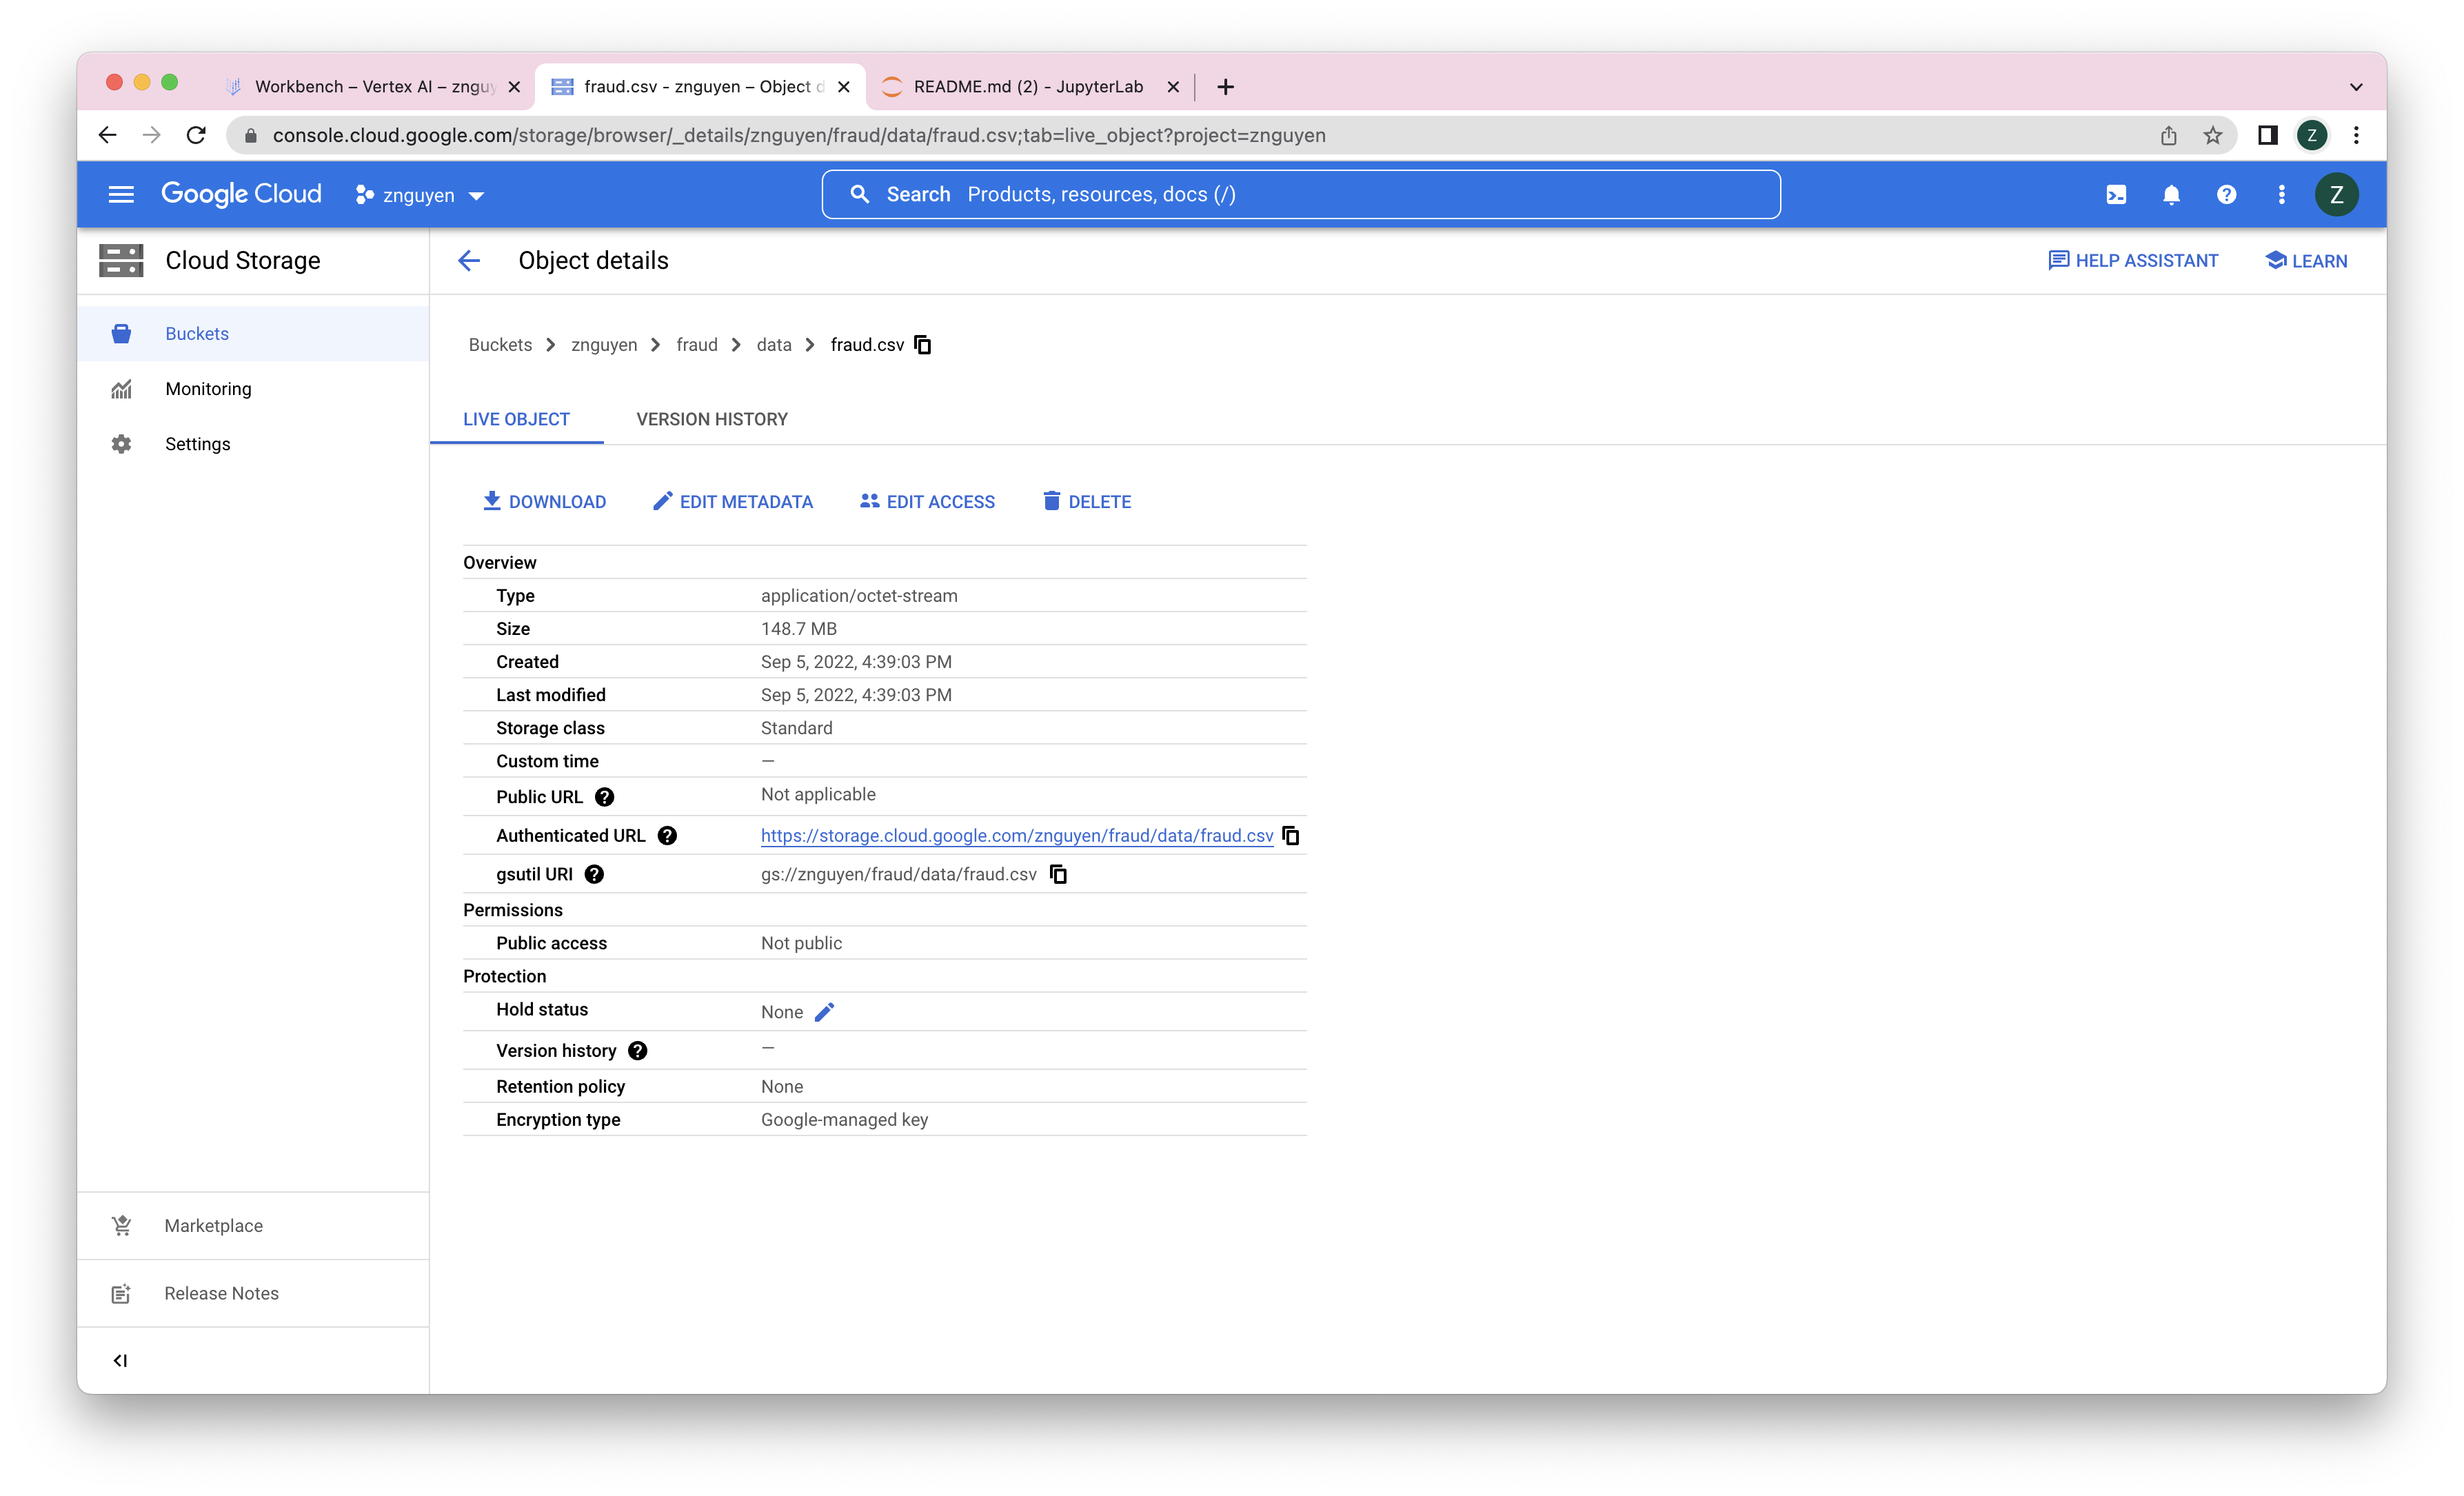 Workbench – Vertex AI – zngu
fraud.csv - znguyen – Object d
README.md (2) - JupyterLab
console.cloud.google.com/storage/browser/_details/znguyen/fraud/data/fraud.csv;tab=live_object?project=znguyen
Z
Google Cloud
znguyen
Search Products, resources, docs (/)
Z
Cloud Storage
Object details
HELP ASSISTANT
LEARN
Buckets
Monitoring
Settings
Buckets znguyen fraud data fraud.csv
LIVE OBJECT VERSION HISTORY
DOWNLOAD EDIT METADATA EDIT ACCESS DELETE
Overview
Type application/octet-stream
Size 148.7 MB
Created Sep 5, 2022, 4:39:03 PM
Last modified Sep 5, 2022, 4:39:03 PM
Storage class Standard
Custom time —
Public URL Not applicable
Authenticated URL https://storage.cloud.google.com/znguyen/fraud/data/fraud.csv
gsutil URI gs://znguyen/fraud/data/fraud.csv
Permissions
Public access Not public
Protection
Hold status None
Version history —
Retention policy None
Encryption type Google-managed key
Marketplace
Release Notes